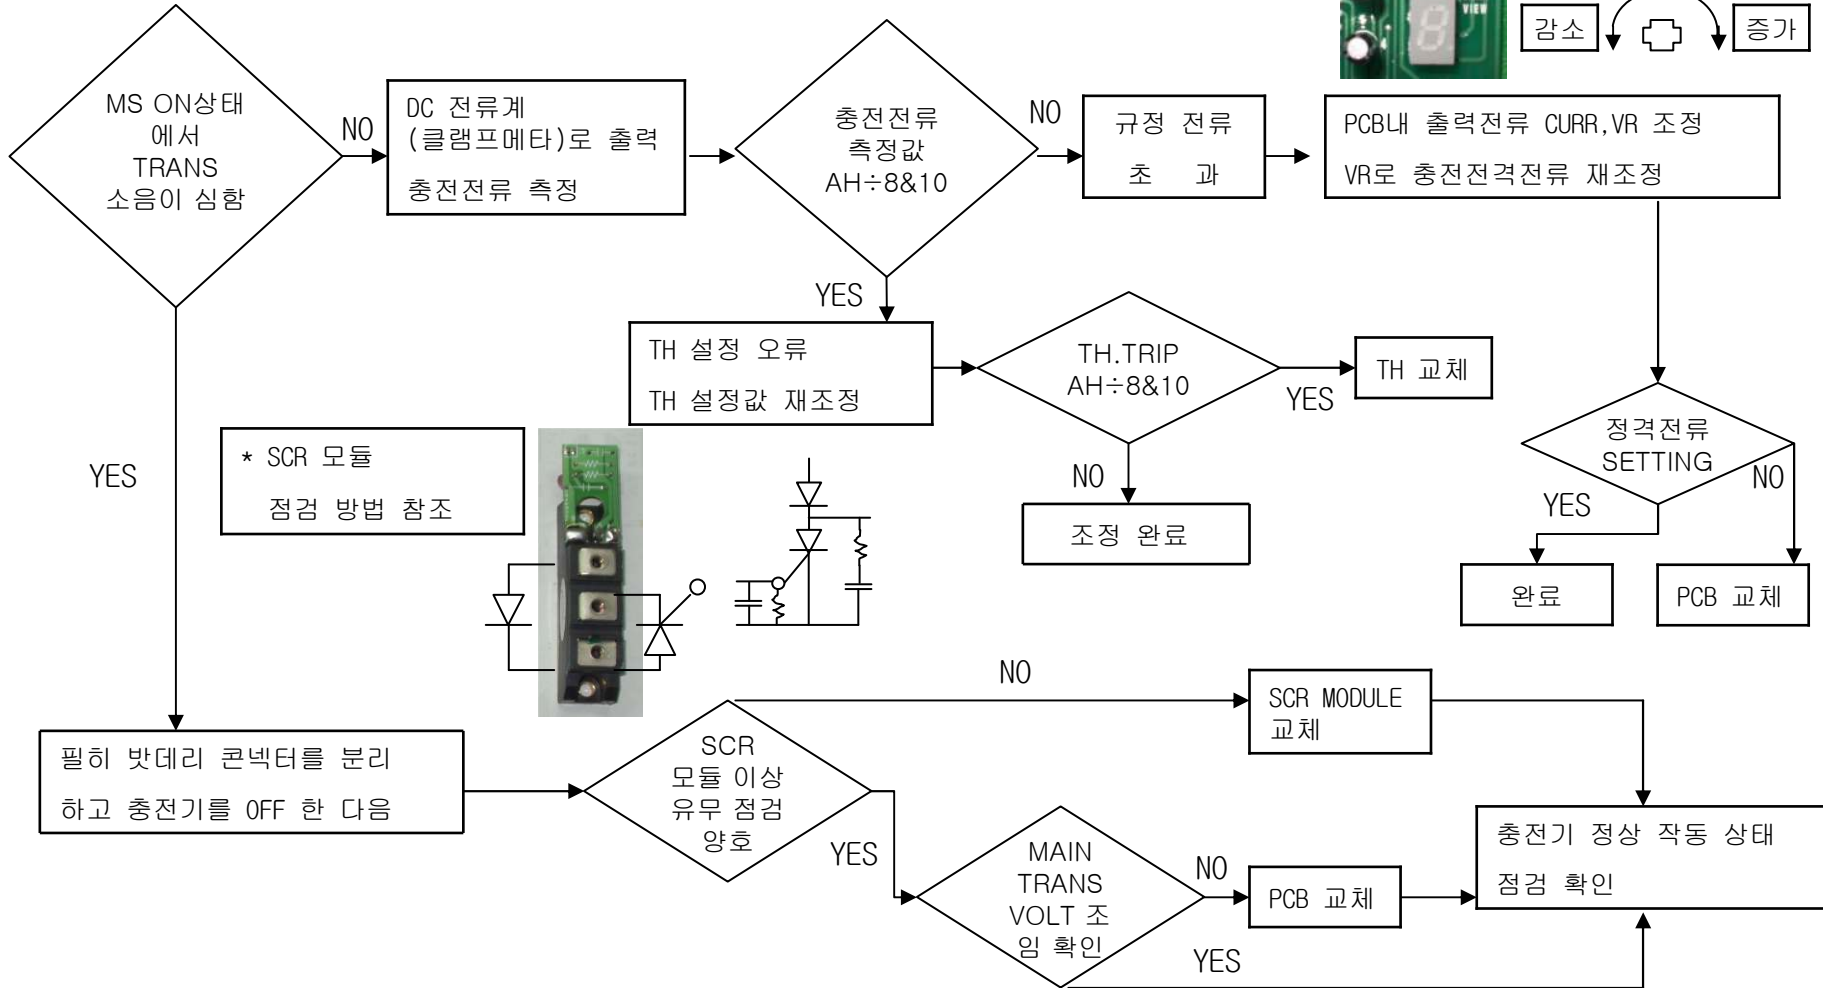 VIEW
감소
증가
MS ON상태
에서
TRANS
소음이 심함
NO
DC 전류계
(클램프메타)로 출력
충전전류 측정
충전전류
측정값
AH÷8&10
NO
규정 전류
초 과
PCB내 출력전류 CURR,VR 조정
VR로 충전전격전류 재조정
YES
TH 설정 오류
TH 설정값 재조정
TH.TRIP
AH÷8&10
YES
TH 교체
NO
조정 완료
정격전류
SETTING
NO
YES
완료
PCB 교체
YES
* SCR 모듈
점검 방법 참조
필히 밧데리 콘넥터를 분리
하고 충전기를 OFF 한 다음
SCR
모듈 이상
유무 점검
양호
NO
SCR MODULE
교체
YES
MAIN
TRANS
VOLT 조
임 확인
NO
PCB 교체
YES
충전기 정상 작동 상태
점검 확인